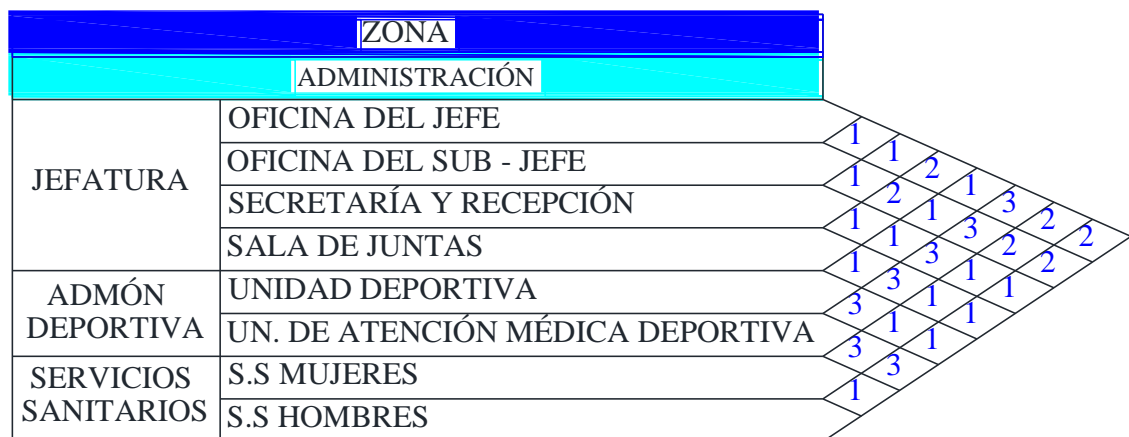 ZONA
ADMINISTRACIÓN
JEFATURA
OFICINA DEL JEFE
OFICINA DEL SUB - JEFE
SECRETARÍA Y RECEPCIÓN
SALA DE JUNTAS
ADMÓN
DEPORTIVA
UNIDAD DEPORTIVA
UN. DE ATENCIÓN MÉDICA DEPORTIVA
SERVICIOS
SANITARIOS
S.S MUJERES
S.S HOMBRES
1 1 2 1 3 2 2
1 2 1 3 2 2
1 1 3 1 1
1 3 1 1
3 1 1
3 3
1